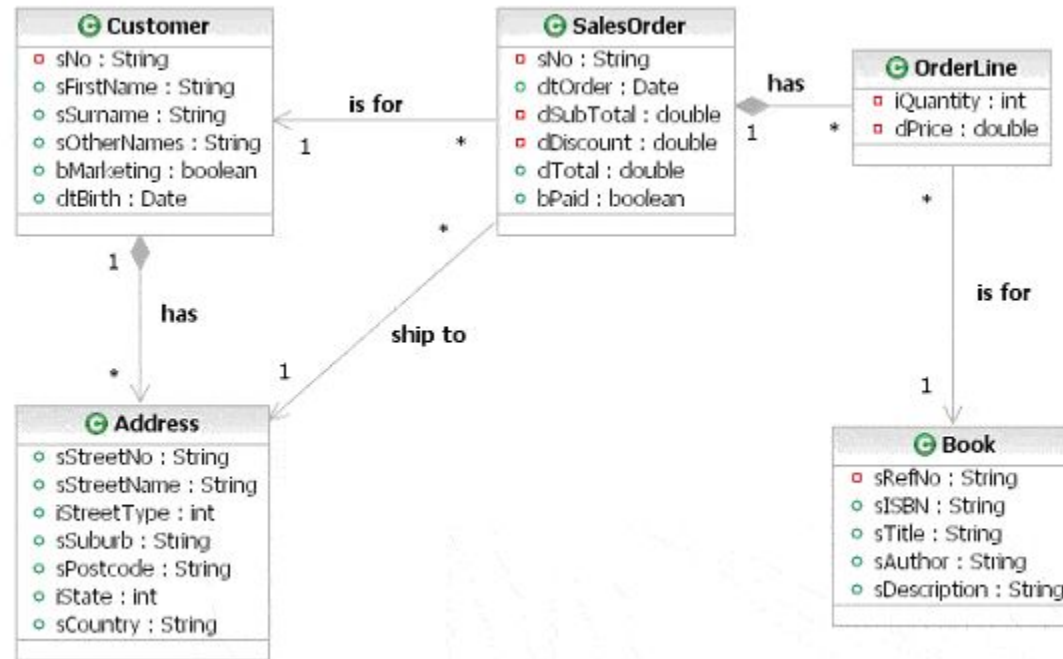 Customer
sNo : String
sFirstName : String
sSurname : String
sOtherNames : String
bMarketing : boolean
dtBirth : Date
is for
1
*
SalesOrder
sNo : String
dtOrder : Date
dSubTotal : double
dDiscount : double
dTotal : double
bPaid : boolean
has
1
*
OrderLine
iQuantity : int
dPrice : double
1
has
*
*
ship to
1
*
is for
1
Address
sStreetNo : String
sStreetName : String
iStreetType : int
sSuburb : String
sPostcode : String
iState : int
sCountry : String
Book
sRefNo : String
sISBN : String
sTitle : String
sAuthor : String
sDescription : String